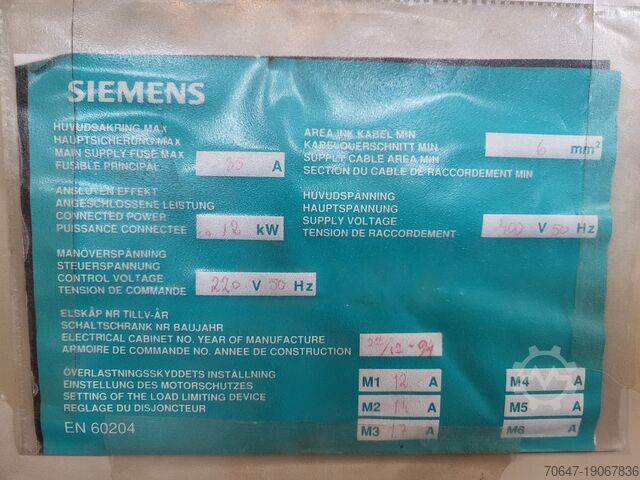 SIEMENS
HUVUDSÄKRING MAX
HAUPTSICHERUNG MAX
MAIN SUPPLY FUSE MAX
FUSIBLE PRINCIPAL 35 A
AREA INK KABEL MIN
KABELQUERSCHNITT MIN
SUPPLY CABLE AREA MIN
SECTION DU CABLE DE RACCORDEMENT MIN
6 mm²
ANSLUTEN EFFEKT
ANGESCHLOSSENE LEISTUNG
CONNECTED POWER
PUISSANCE CONNECTEE ca 12 kW
HUVUDSPÄNNING
HAUPTSPANNUNG
SUPPLY VOLTAGE
TENSION DE RACCORDEMENT 400 V 50 Hz
MANÖVERSPÄNNING
STEUERSPANNUNG
CONTROL VOLTAGE
TENSION DE COMMANDE 220 V 50 Hz
ELSKÅP NR TILLV-ÅR
SCHALTSCHRANK NR BAUJAHR
ELECTRICAL CABINET NO. YEAR OF MANUFACTURE
ARMOIRE DE COMMANDE NO. ANNEE DE CONSTRUCTION
ÖVERLASTNINGSSKYDDETS INSTÄLLNING
EINSTELLUNG DES MOTORSCHUTZES
SETTING OF THE LOAD LIMITING DEVICE
REGLAGE DU DISJONCTEUR
EN 60204
M1 12 A
M2 14 A
M3 17 A
M4 A
M5 A
M6 A
70647-19067836